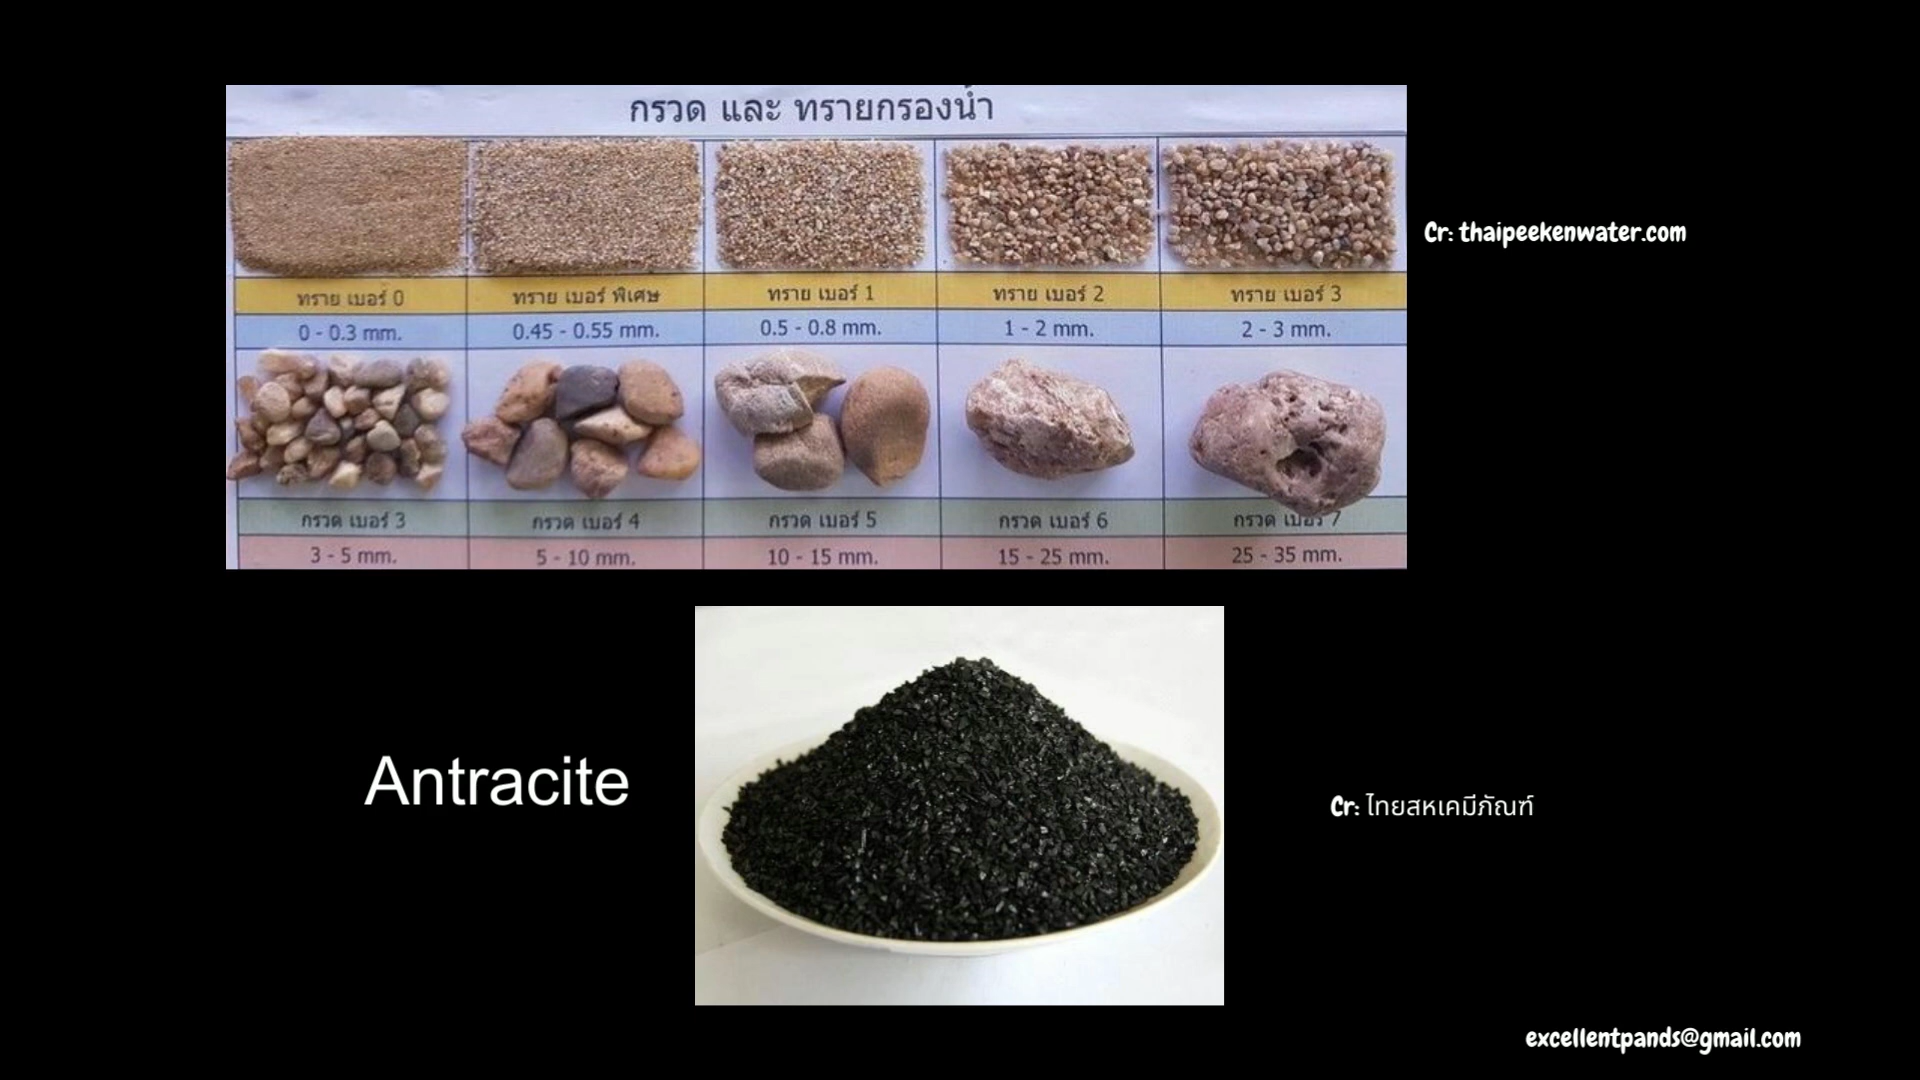 กรวด และ ทรายกรองน้ำ
ทราย เบอร์ 0
ทราย เบอร์ พิเศษ
ทราย เบอร์ 1
ทราย เบอร์ 2
ทราย เบอร์ 3
0 - 0.3 mm.
0.45 - 0.55 mm.
0.5 - 0.8 mm.
1 - 2 mm.
2 - 3 mm.
กรวด เบอร์ 3
กรวด เบอร์ 4
กรวด เบอร์ 5
กรวด เบอร์ 6
กรวด เบอร์ 7
3 - 5 mm.
5 - 10 mm.
10 - 15 mm.
15 - 25 mm.
25 - 35 mm.
Cr: thaipeekenwater.com
Antracite
Cr: ไทยสหเคมีภัณฑ์
excellentpands@gmail.com